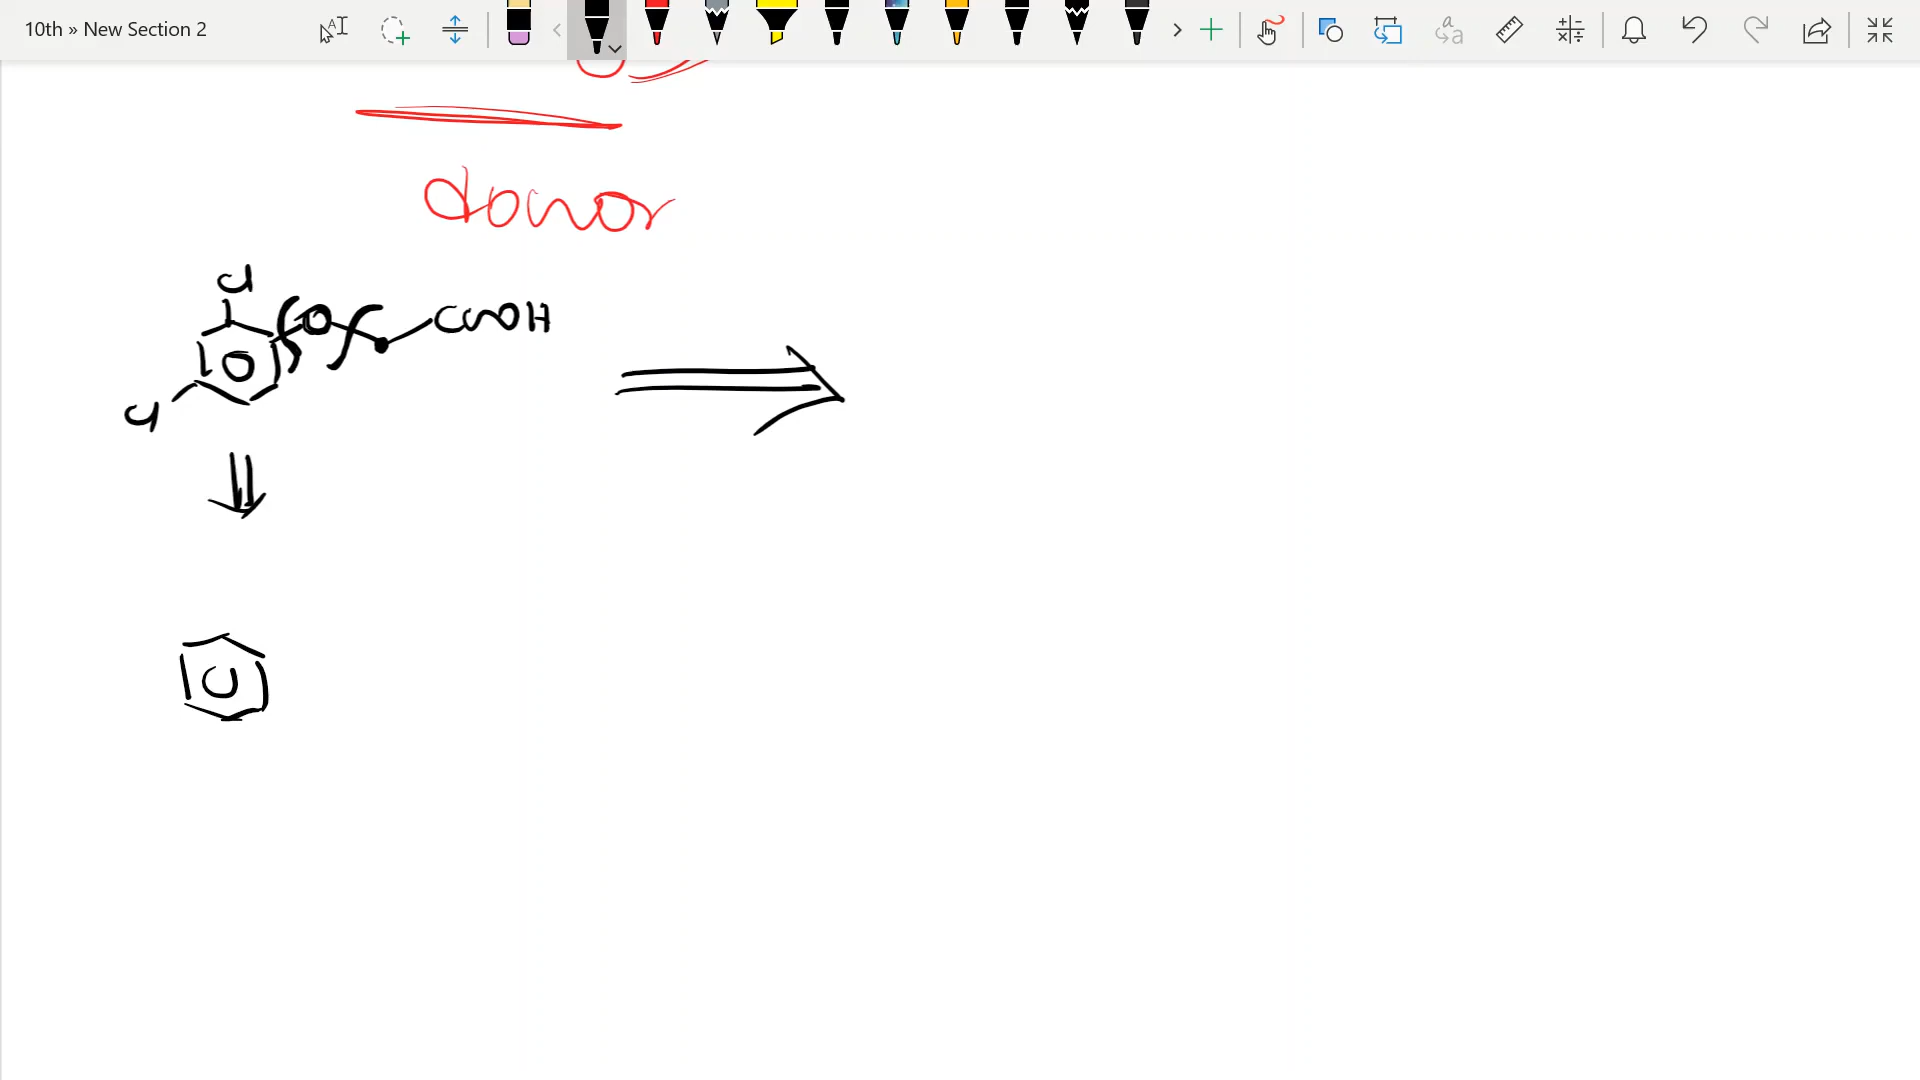 10th » New Section 2
donor
Cl
O
COOH
Cl